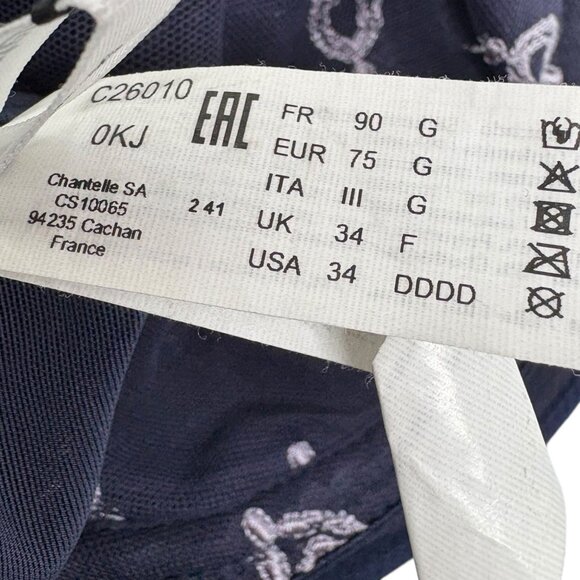 C26010
0KJ
Chantelle SA
CS10065
94235 Cachan
France
2 41
EAC
FR 90 G
EUR 75 G
ITA III G
UK 34 F
USA 34 DDDD